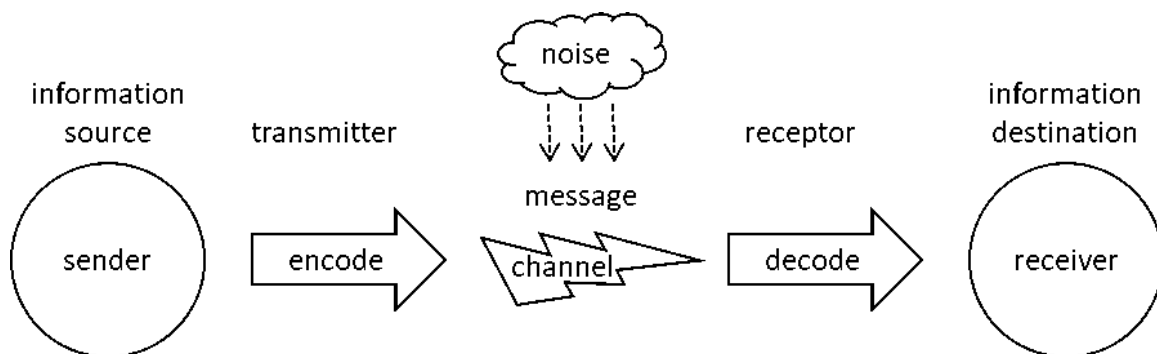 noise
information
source
transmitter
receptor
information
destination
message
sender
encode
channel
decode
receiver